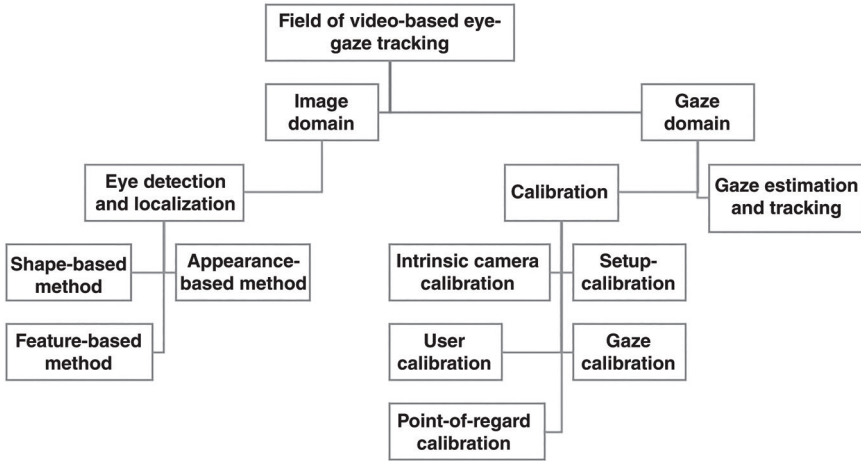 Field of video-based eye-
gaze tracking
Image
domain
Gaze
domain
Eye detection
and localization
Calibration
Gaze estimation
and tracking
Shape-based
method
Appearance-
based method
Intrinsic camera
calibration
Setup-
calibration
Feature-based
method
User
calibration
Gaze
calibration
Point-of-regard
calibration